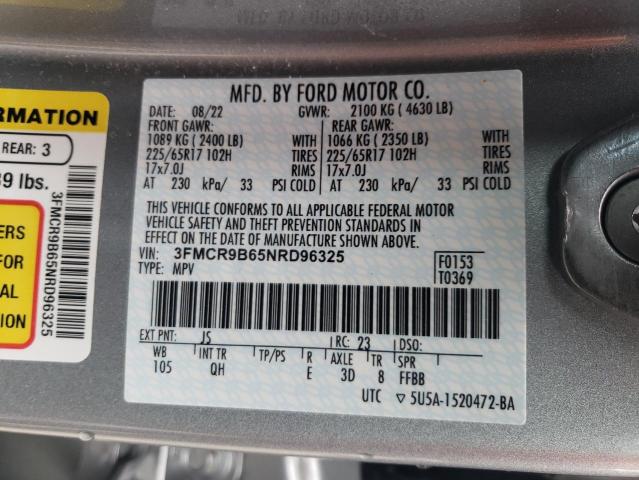 MFD. BY FORD MOTOR CO.
DATE: 08/22 GVWR: 2100 KG ( 4630 LB)
FRONT GAWR: REAR GAWR:
1089 KG ( 2400 LB) WITH 1066 KG ( 2350 LB) WITH
225/65R17 102H TIRES 225/65R17 102H TIRES
17x7.0J RIMS 17x7.0J RIMS
AT 230 kPa/ 33 PSI COLD AT 230 kPa/ 33 PSI COLD
THIS VEHICLE CONFORMS TO ALL APPLICABLE FEDERAL MOTOR
VEHICLE SAFETY AND THEFT PREVENTION STANDARDS IN
EFFECT ON THE DATE OF MANUFACTURE SHOWN ABOVE.
VIN: 3FMCR9B65NRD96325 F0153
TYPE: MPV T0369
EXT PNT: JS RC: 23 DSO:
WB INT TR TP/PS R AXLE TR SPR
105 QH E 3D 8 FFBB
UTC ▽ 5U5A-1520472-BA
ORMATION
REAR: 3
39 lbs.
ERS
FOR
AL
ION
3FMCR9B65NRD96325